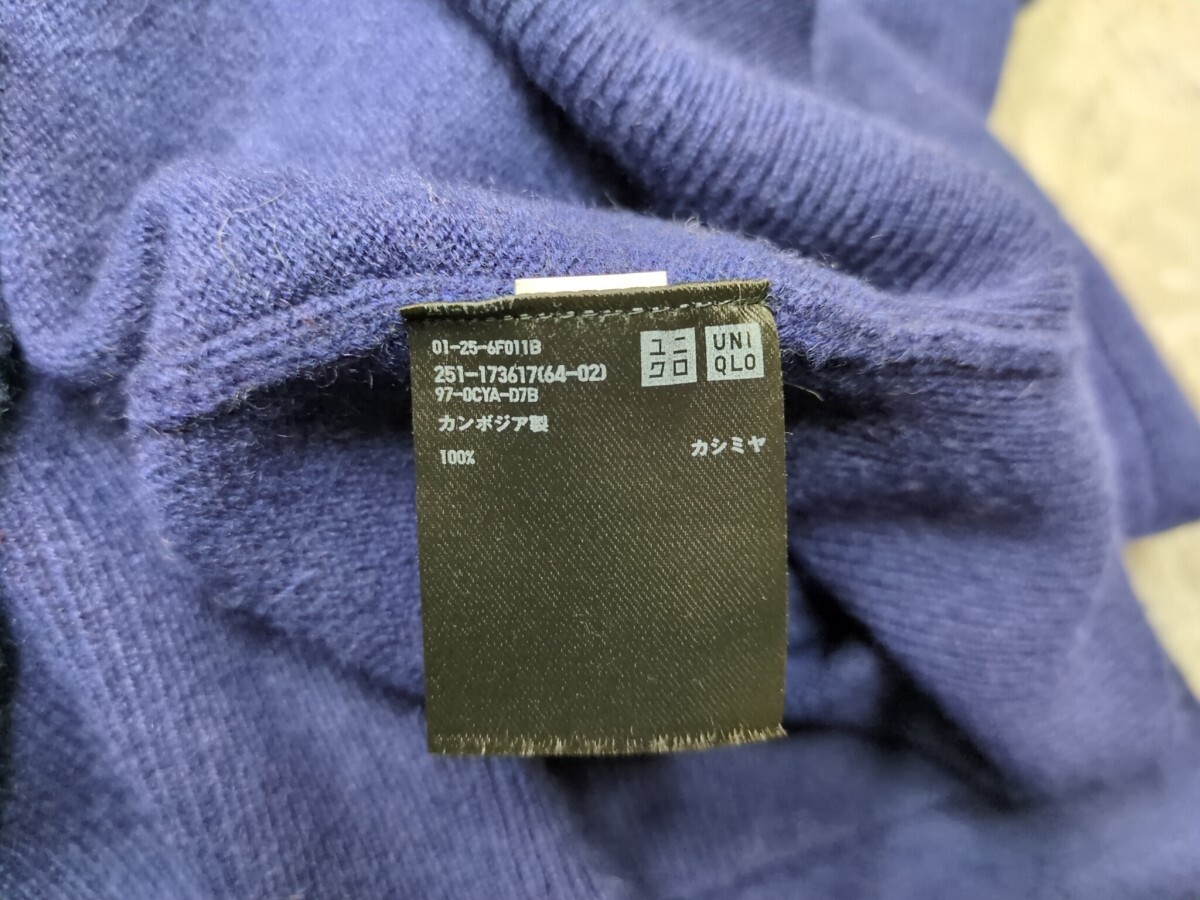 01-25-6F011B
251-173617(64-02)
97-0CYA-D7B
ユニ
クロ
UNI
QLO
カンボジア製
100% カシミヤ